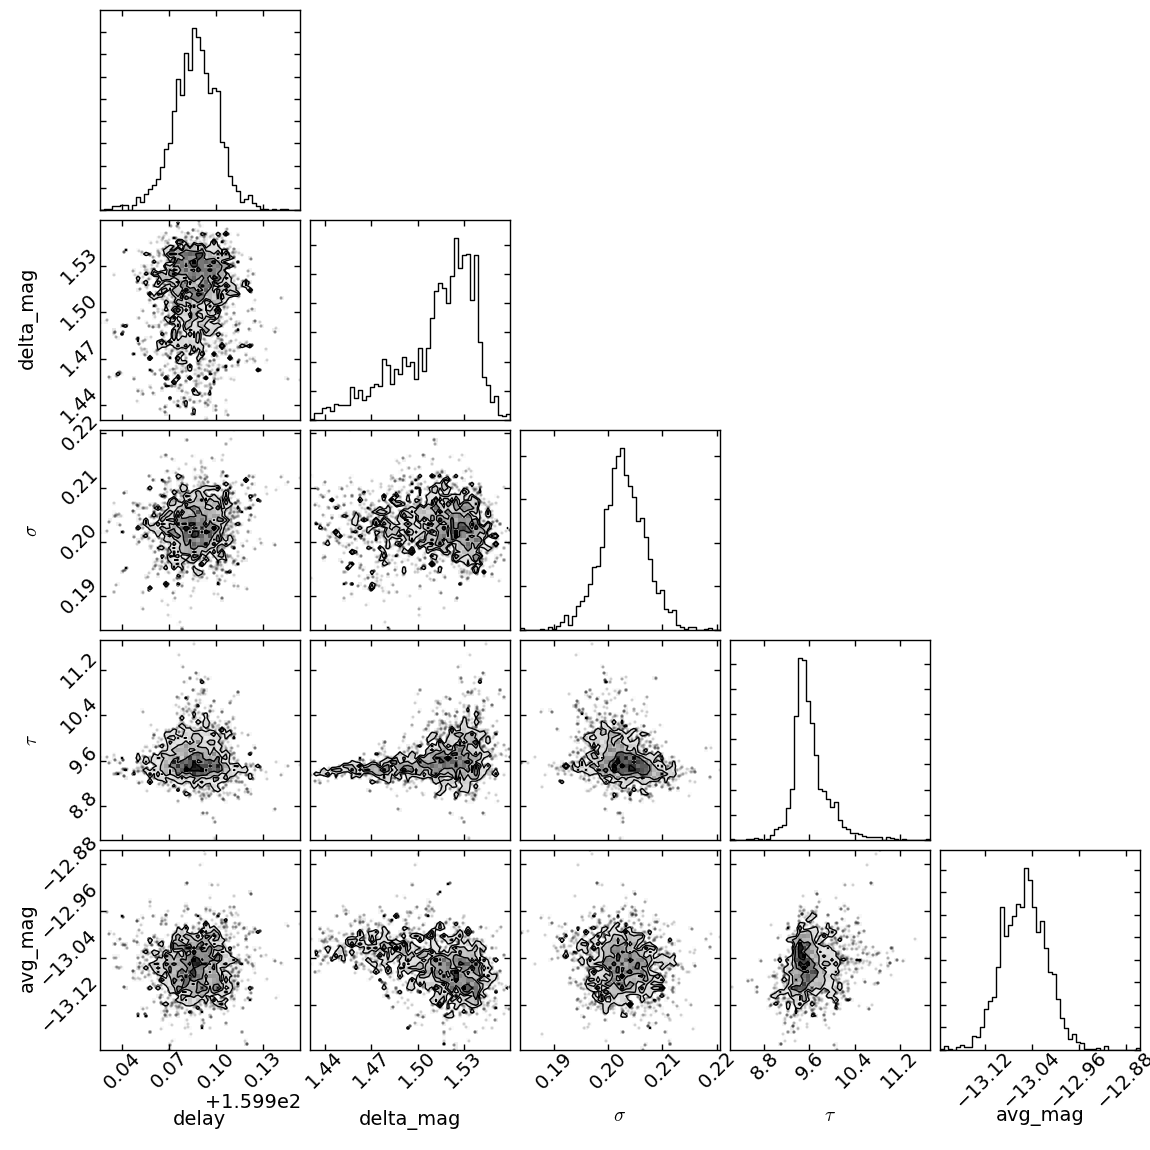 delta_mag
1.53
1.50
1.47
1.44
σ
0.22
0.21
0.20
0.19
τ
11.2
10.4
9.6
8.8
avg_mag
−12.88
−12.96
−13.04
−13.12
0.04 0.07 0.10 0.13
+1.599e2
delay
1.44 1.47 1.50 1.53
delta_mag
0.19 0.20 0.21 0.22
σ
8.8 9.6 10.4 11.2
τ
−13.12 −13.04 −12.96 −12.88
avg_mag